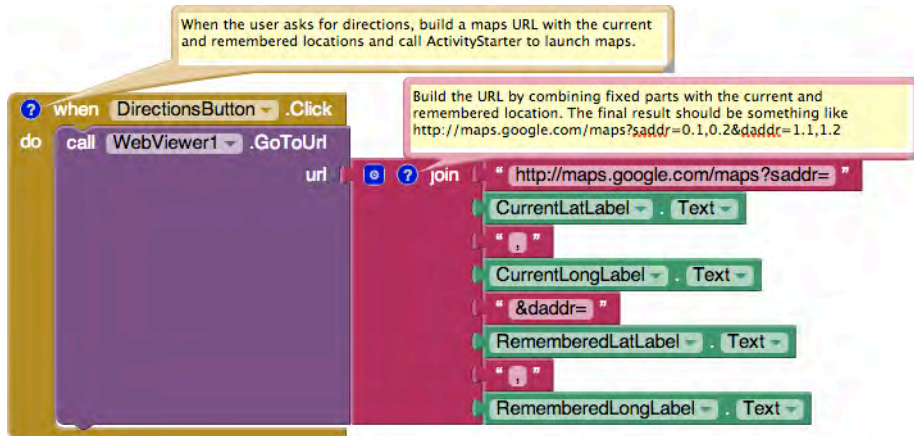 When the user asks for directions, build a maps URL with the current
and remembered locations and call ActivityStarter to launch maps.
? when DirectionsButton .Click
Build the URL by combining fixed parts with the current and
remembered location. The final result should be something like
http://maps.google.com/maps?saddr=0.1,0.2&daddr=1.1,1.2
do call WebViewer1 .GoToUrl
url ? join " http://maps.google.com/maps?saddr= "
CurrentLatLabel . Text
" , "
CurrentLongLabel . Text
" &daddr= "
RememberedLatLabel . Text
" , "
RememberedLongLabel . Text